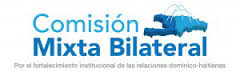 Comisión
Mixta Bilateral
Por el fortalecimiento institucional de las relaciones dominico-haitianas